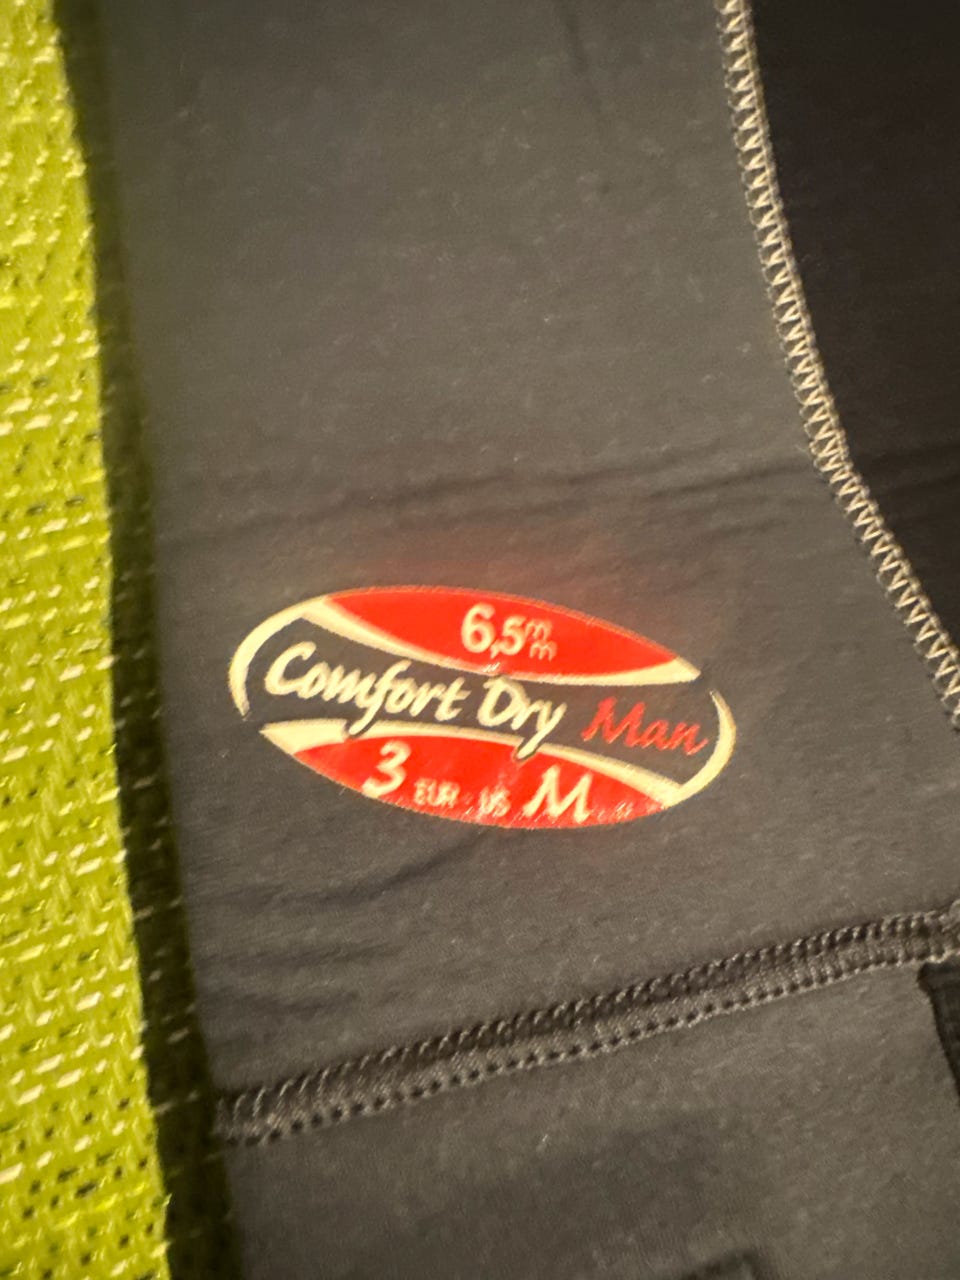 6,5mm
Comfort Dry Man
3 EUR - US M